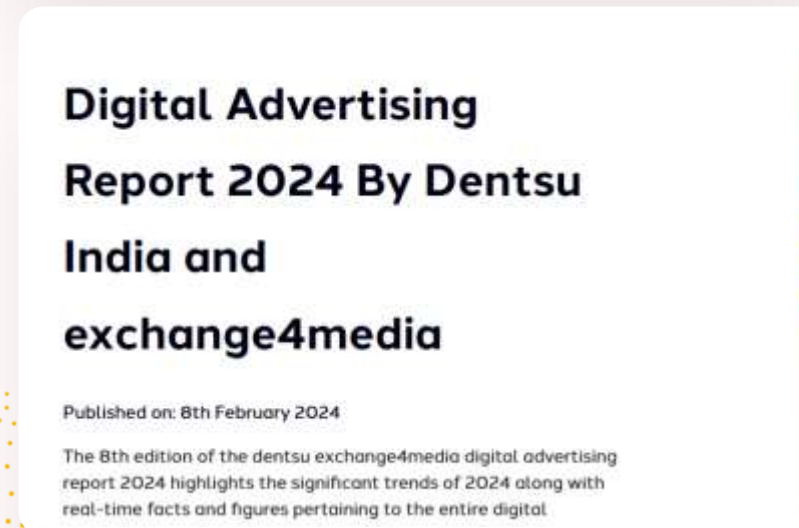 Digital Advertising
Report 2024 By Dentsu
India and
exchange4media
Published on: 8th February 2024
The 8th edition of the dentsu exchange4media digital advertising
report 2024 highlights the significant trends of 2024 along with
real-time facts and figures pertaining to the entire digital